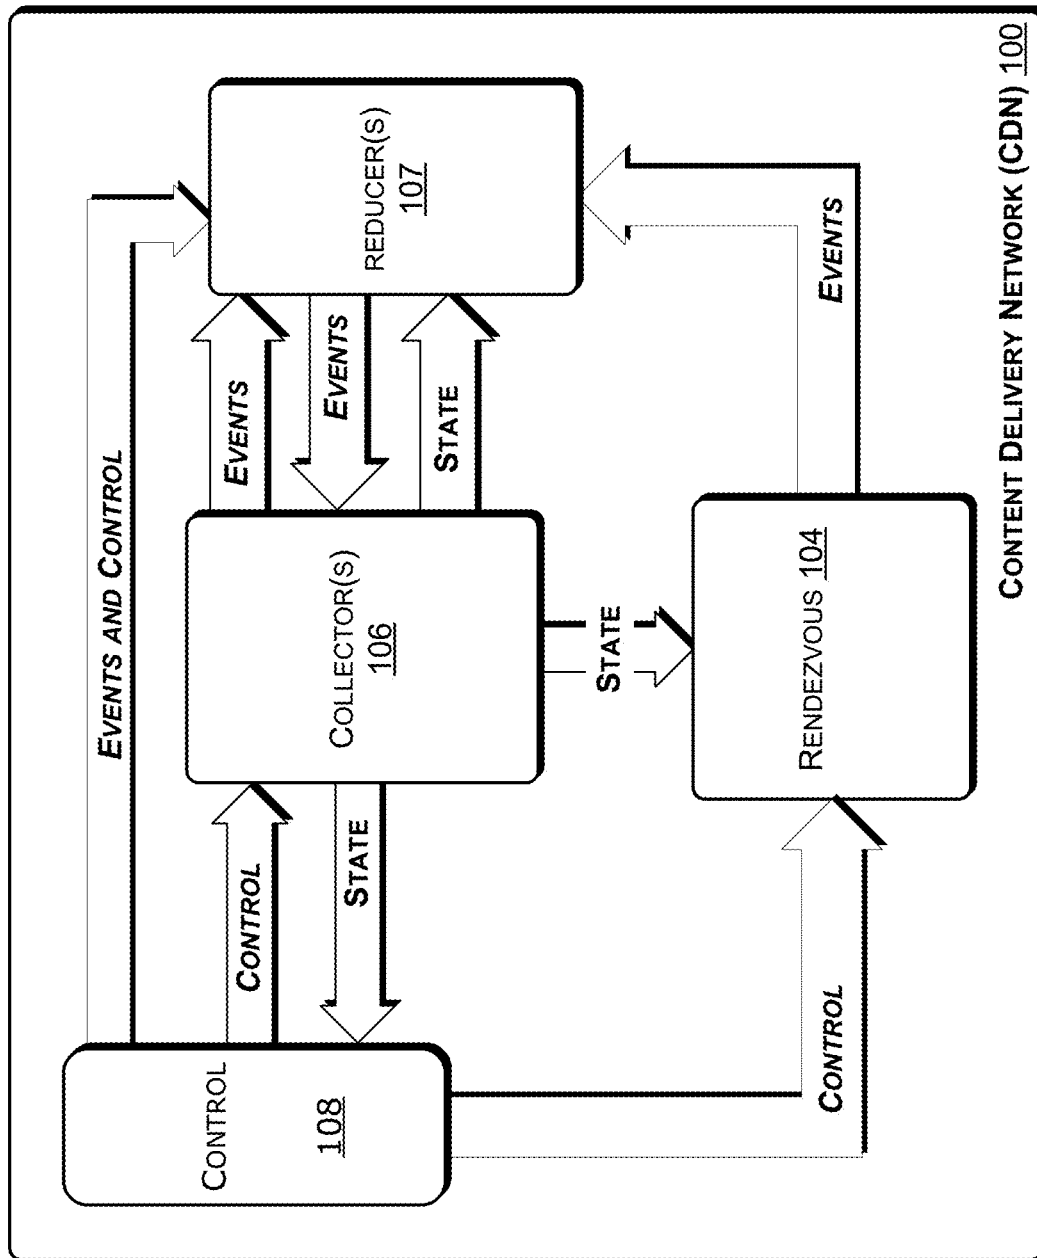 EVENTS AND CONTROL
CONTROL
108
CONTROL
STATE
COLLECTOR(S)
106
EVENTS
EVENTS
STATE
REDUCER(S)
107
STATE
CONTROL
RENDEZVOUS 104
EVENTS
CONTENT DELIVERY NETWORK (CDN) 100